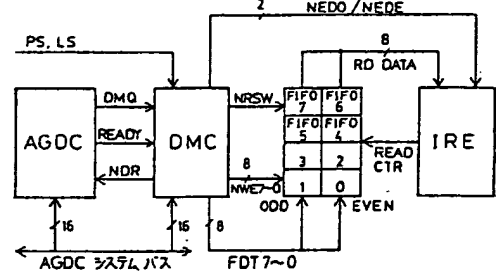 2
NEDO/NEDE
PS, LS
8
RD DATA
DMQ
NRSW
FIFO 7
FIFO 6
AGDC
READY
DMC
FIFO 5
FIFO 4
IRE
NDR
8
3
2
READ CTR
NWE7~0
1
0
ODD
EVEN
16
16
8
AGDC システム バス
FDT7~0